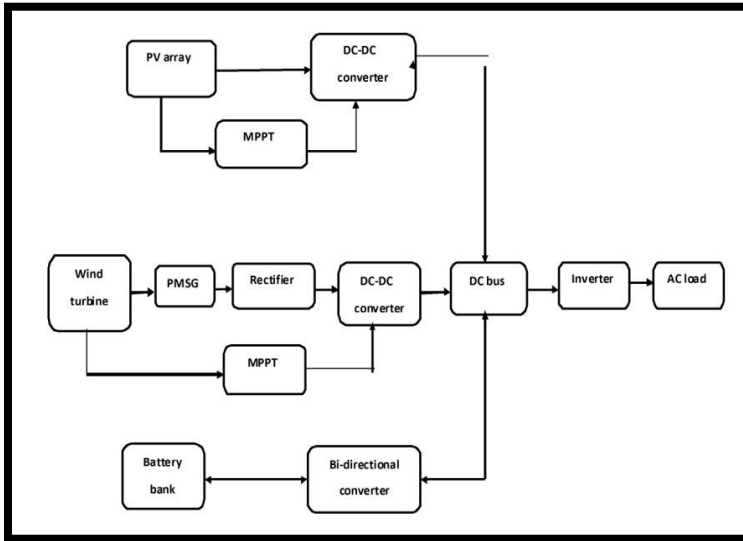 PV array
DC-DC
converter
MPPT
Wind
turbine
PMSG
Rectifier
DC-DC
converter
DC bus
Inverter
AC load
MPPT
Battery
bank
Bi-directional
converter